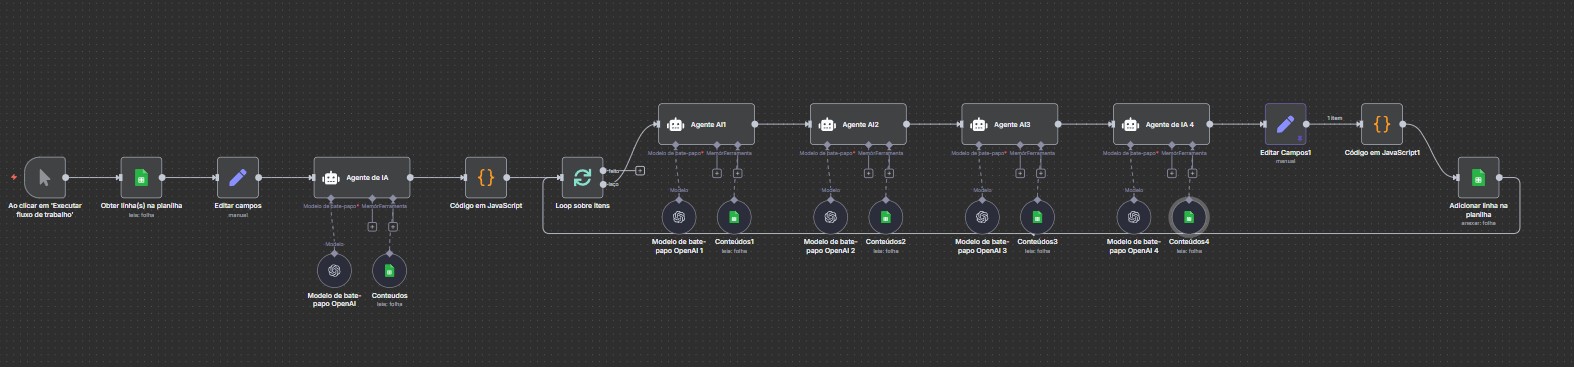 Agente AI1
Agente AI2
Agente AI3
Agente de IA 4
Modelo de bate-papo*
Memór
Ferramenta
Modelo de bate-papo*
Memór
Ferramenta
Modelo de bate-papo*
Memór
Ferramenta
Modelo de bate-papo*
Memór
Ferramenta
1 item
Editar Campos1
manual
Código em JavaScript1
Ao clicar em 'Executar
fluxo de trabalho'
Obter linha(s) na planilha
leia: folha
Editar campos
manual
Agente de IA
Modelo de bate-papo*
Memór
Ferramenta
Código em JavaScript
Loop sobre itens
feito
laço
Adicionar linha na
planilha
anexar: folha
Modelo
Modelo
Modelo
Modelo
Modelo de bate-
papo OpenAI 1
Conteúdos1
leia: folha
Modelo de bate-
papo OpenAI 2
Conteúdos2
leia: folha
Modelo de bate-
papo OpenAI 3
Conteúdos3
leia: folha
Modelo de bate-
papo OpenAI 4
Conteúdos4
leia: folha
Modelo
Modelo de bate-
papo OpenAI
Conteudos
leia: folha